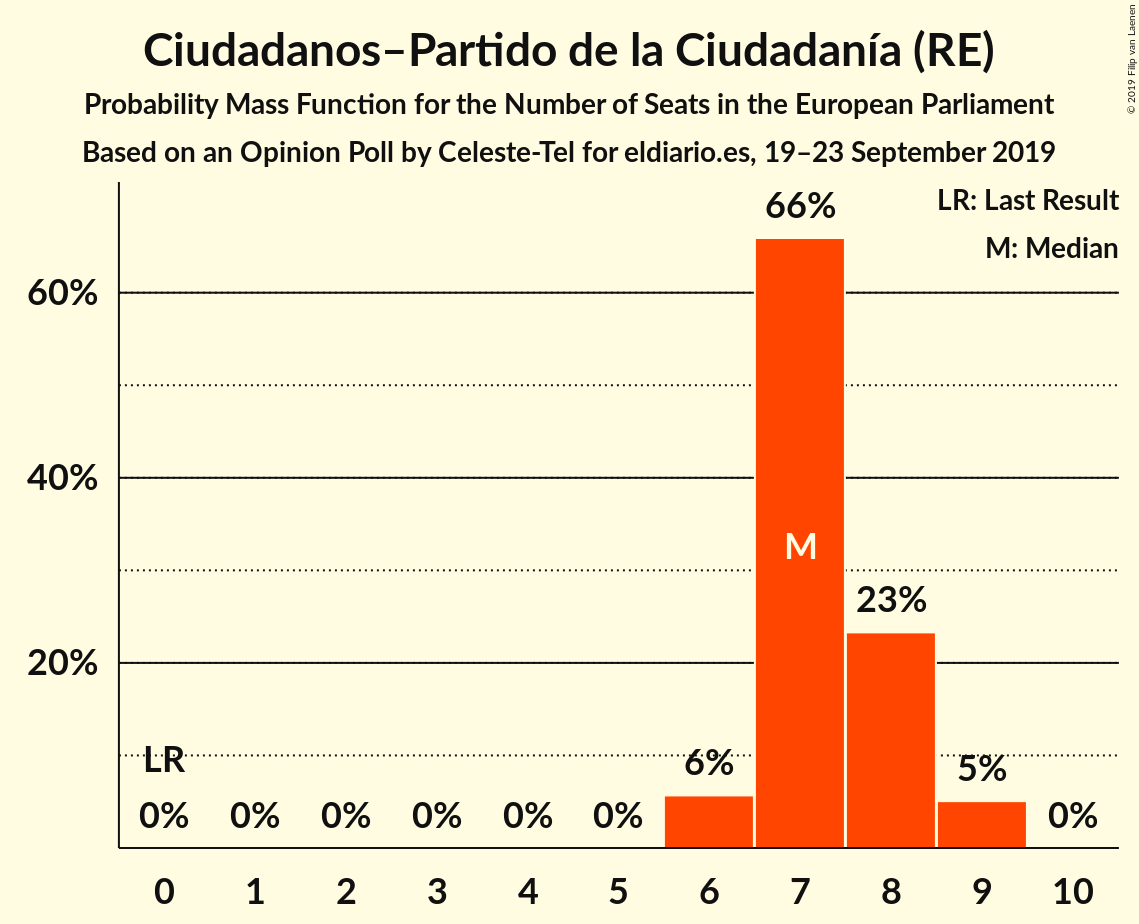 Ciudadanos–Partido de la Ciudadanía (RE)
Probability Mass Function for the Number of Seats in the European Parliament
Based on an Opinion Poll by Celeste-Tel for eldiario.es, 19–23 September 2019
© 2019 Filip van Laenen
LR: Last Result
M: Median
66%
60%
40%
M
23%
20%
LR
6%
5%
0% 0% 0% 0% 0% 0% 0%
0 1 2 3 4 5 6 7 8 9 10